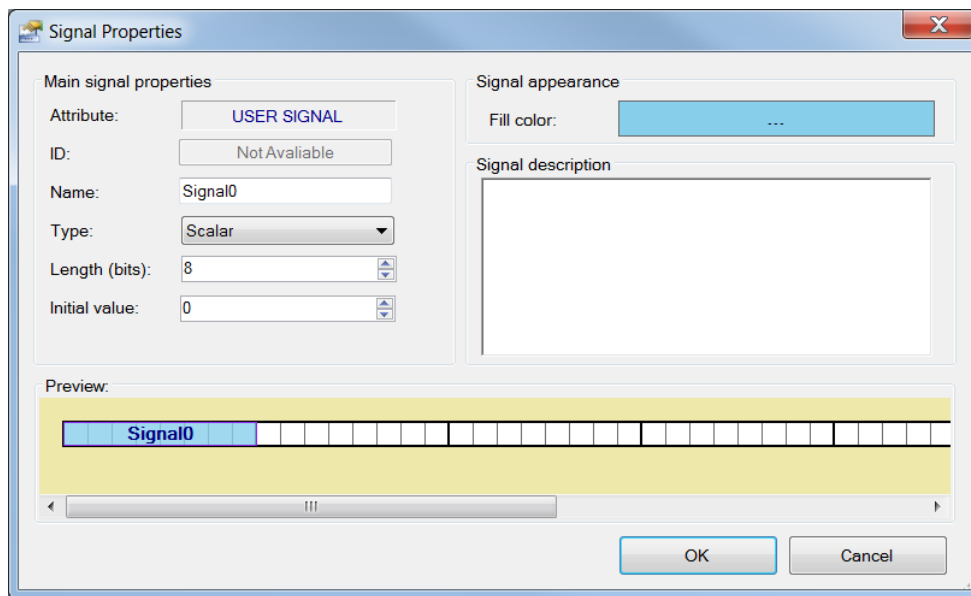 Signal Properties
Main signal properties
Attribute: USER SIGNAL
ID: Not Avaliable
Name: Signal0
Type: Scalar
Length (bits): 8
Initial value: 0
Signal appearance
Fill color: ...
Signal description
Preview:
Signal0
OK Cancel